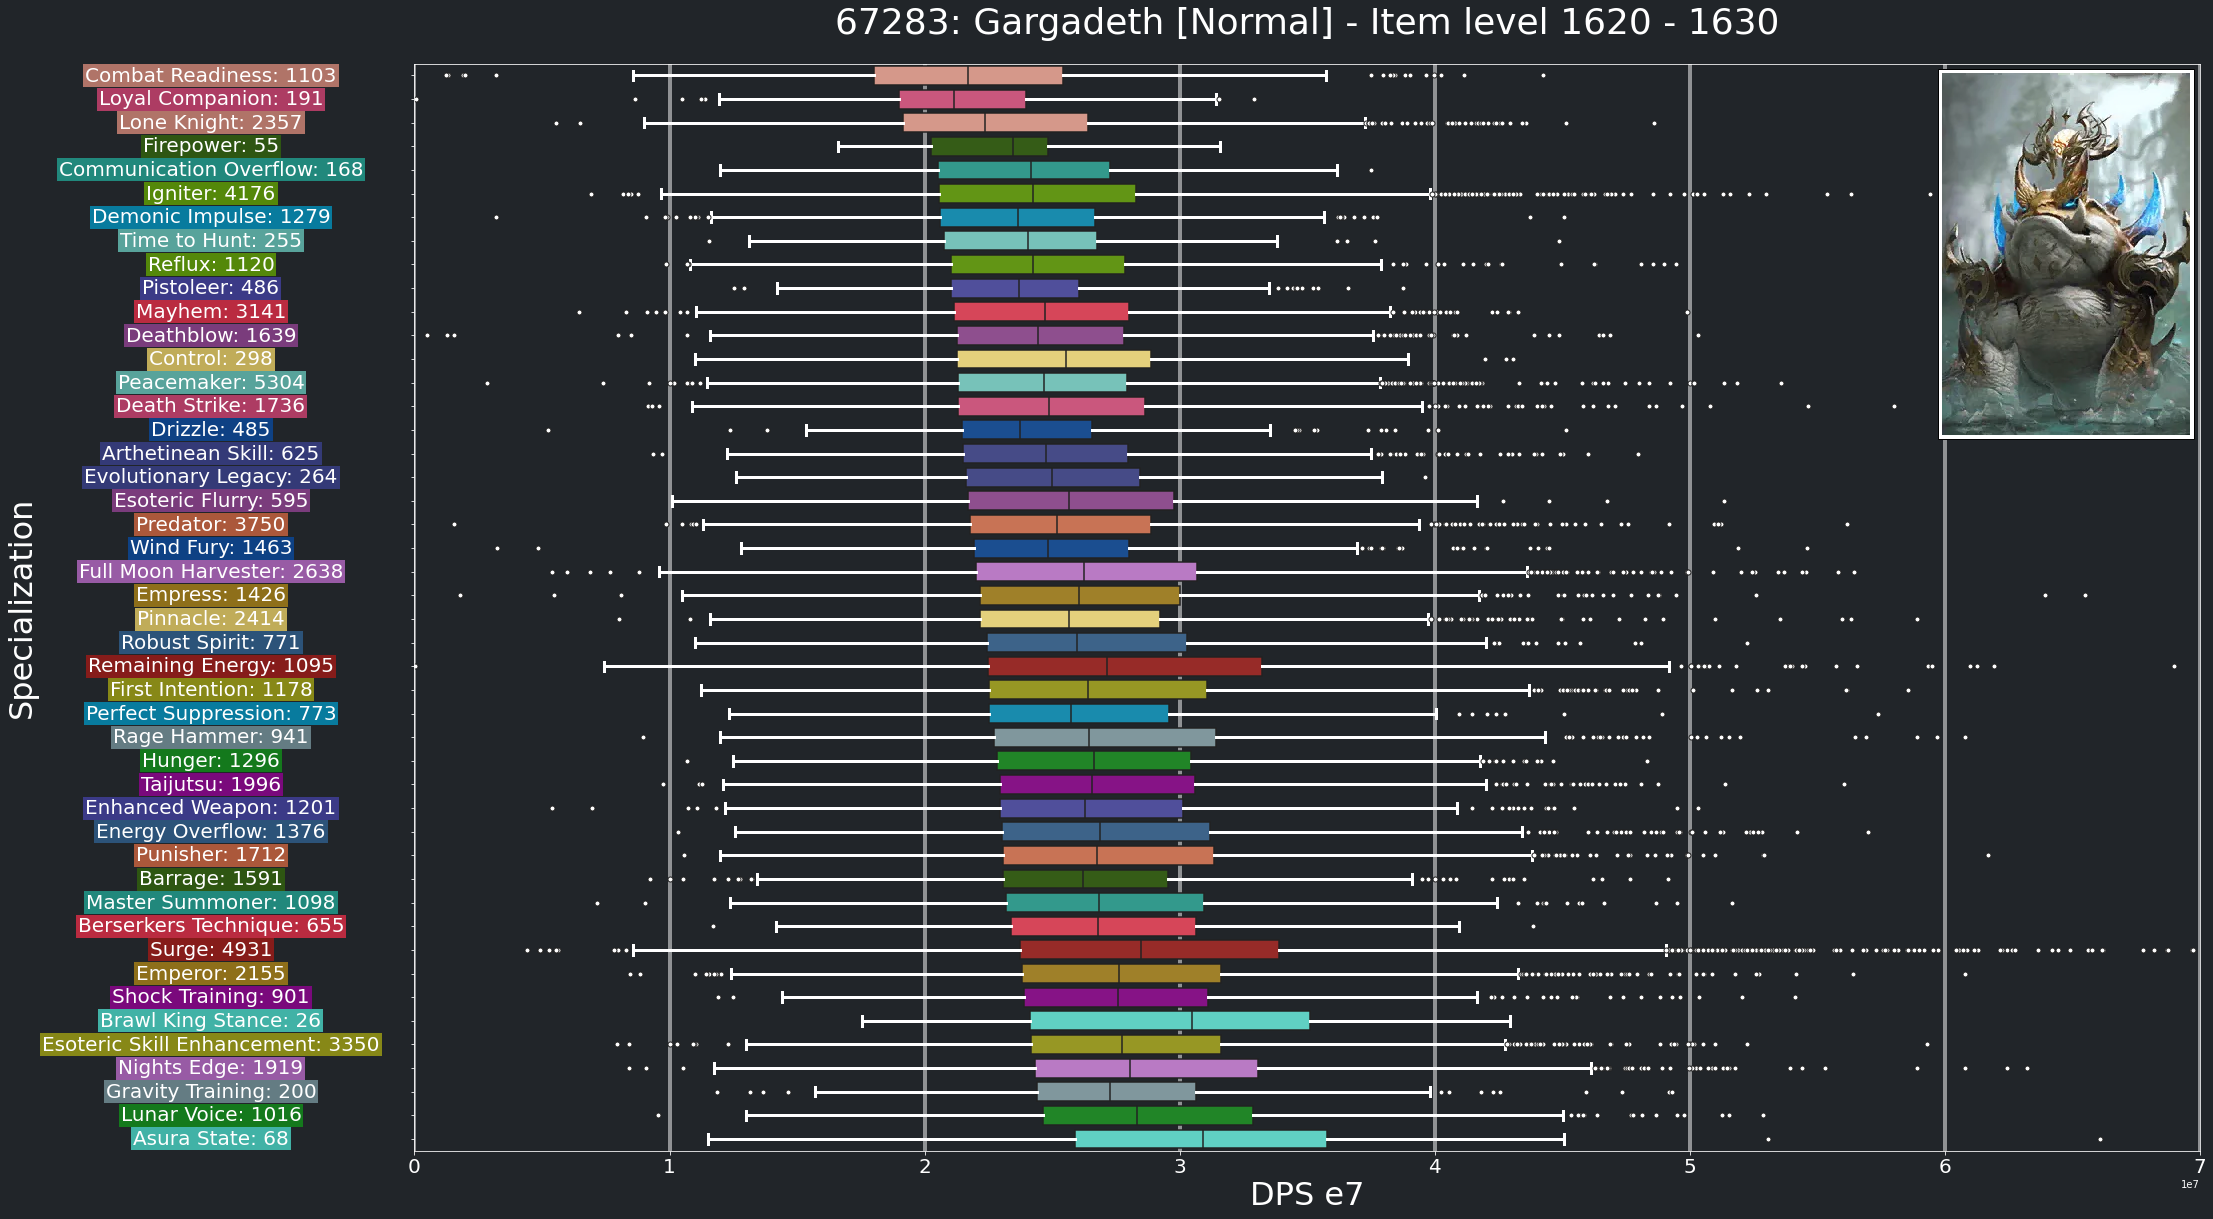 67283: Gargadeth [Normal] - Item level 1620 - 1630
Specialization
Combat Readiness: 1103
Loyal Companion: 191
Lone Knight: 2357
Firepower: 55
Communication Overflow: 168
Igniter: 4176
Demonic Impulse: 1279
Time to Hunt: 255
Reflux: 1120
Pistoleer: 486
Mayhem: 3141
Deathblow: 1639
Control: 298
Peacemaker: 5304
Death Strike: 1736
Drizzle: 485
Arthetinean Skill: 625
Evolutionary Legacy: 264
Esoteric Flurry: 595
Predator: 3750
Wind Fury: 1463
Full Moon Harvester: 2638
Empress: 1426
Pinnacle: 2414
Robust Spirit: 771
Remaining Energy: 1095
First Intention: 1178
Perfect Suppression: 773
Rage Hammer: 941
Hunger: 1296
Taijutsu: 1996
Enhanced Weapon: 1201
Energy Overflow: 1376
Punisher: 1712
Barrage: 1591
Master Summoner: 1098
Berserkers Technique: 655
Surge: 4931
Emperor: 2155
Shock Training: 901
Brawl King Stance: 26
Esoteric Skill Enhancement: 3350
Nights Edge: 1919
Gravity Training: 200
Lunar Voice: 1016
Asura State: 68
0 1 2 3 4 5 6 7
1e7
DPS e7